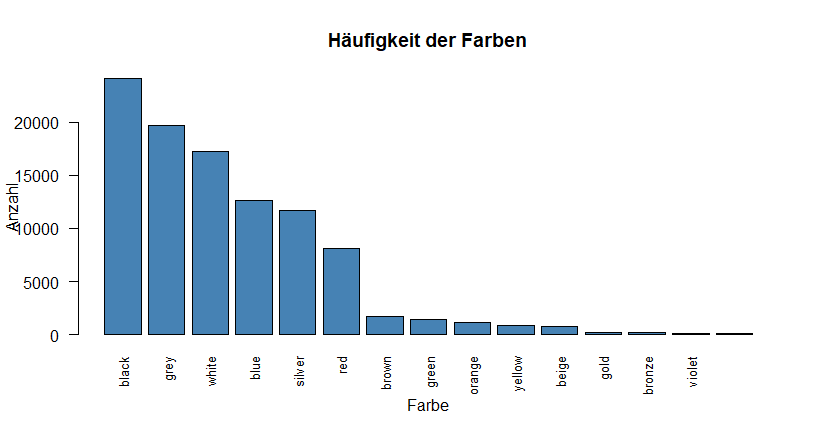 Häufigkeit der Farben
Anzahl
20000
15000
10000
5000
0
black
grey
white
blue
silver
red
brown
green
orange
yellow
beige
gold
bronze
violet
Farbe